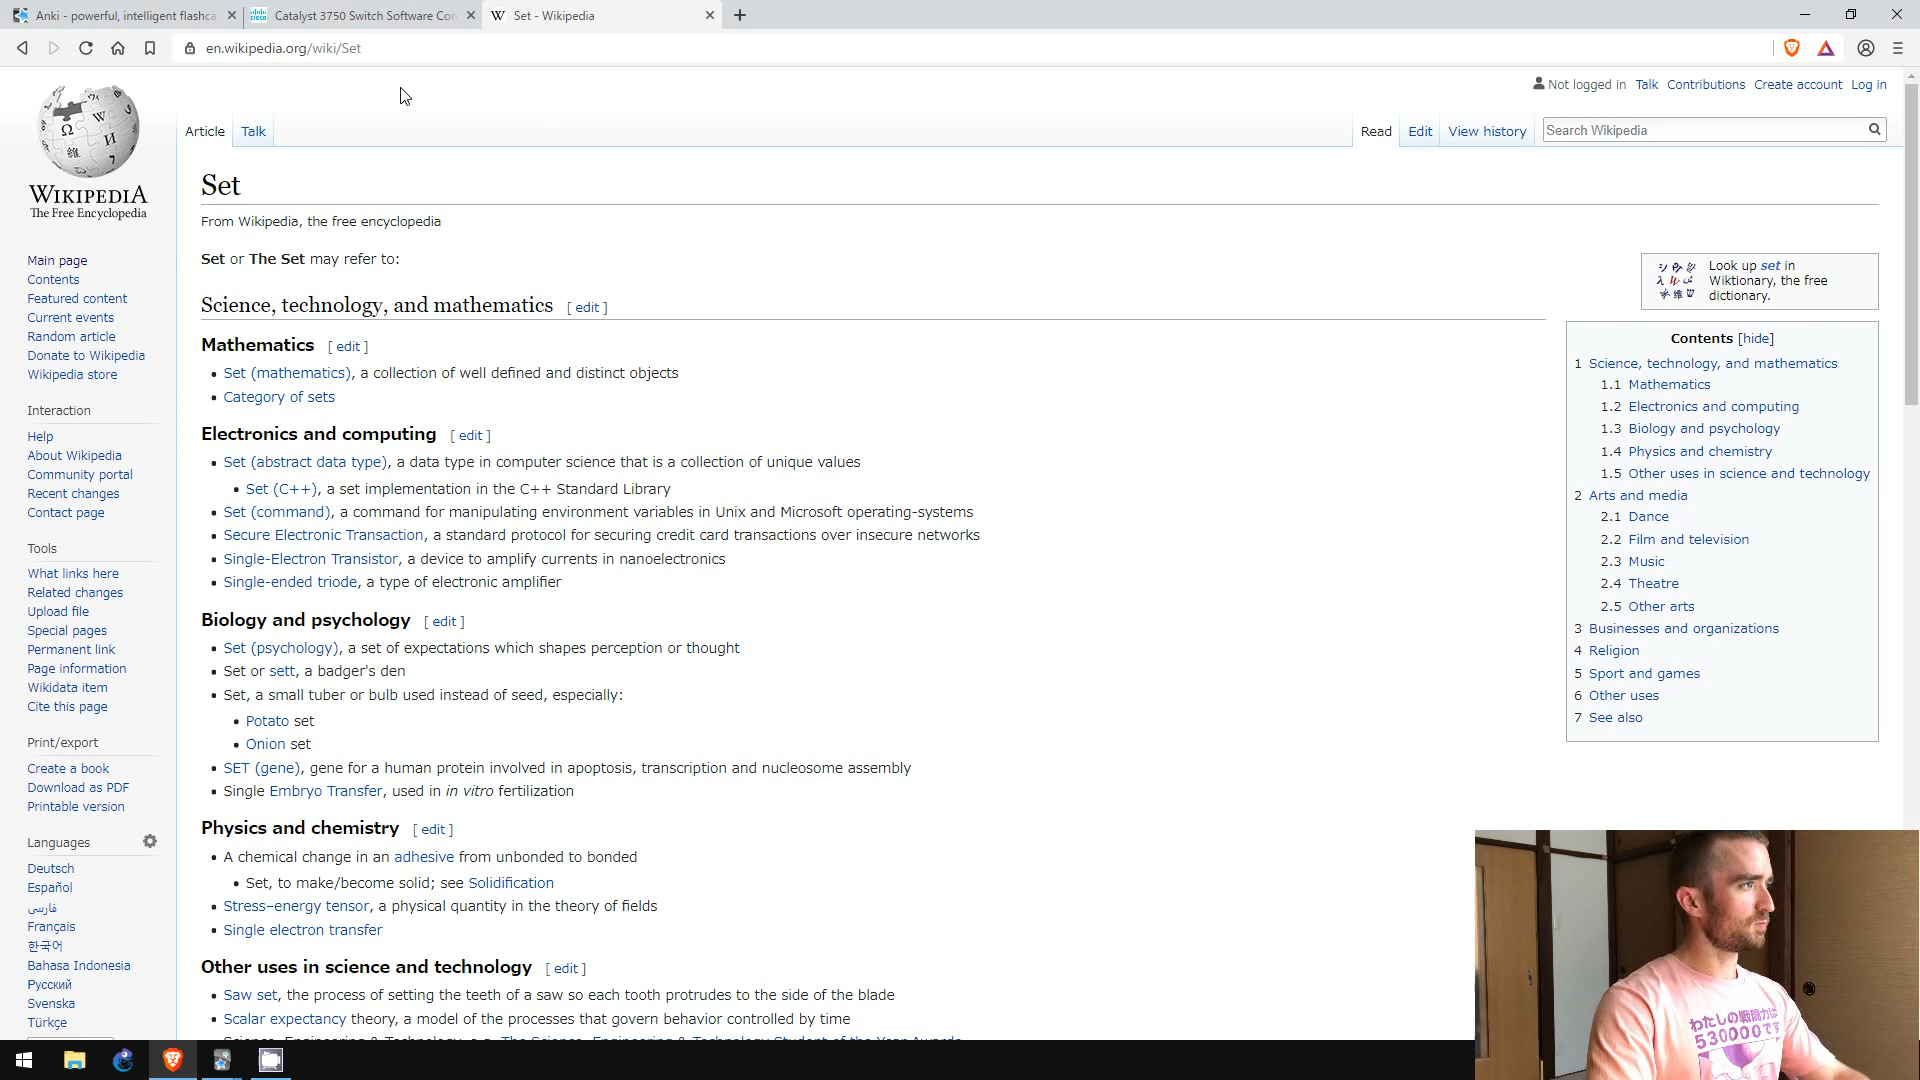 Anki - powerful, intelligent flashca
Catalyst 3750 Switch Software Con
Set - Wikipedia
en.wikipedia.org/wiki/Set
Not logged in Talk Contributions Create account Log in
Article Talk
Read Edit View history
Search Wikipedia
WIKIPEDIA
The Free Encyclopedia
Main page
Contents
Featured content
Current events
Random article
Donate to Wikipedia
Wikipedia store
Interaction
Help
About Wikipedia
Community portal
Recent changes
Contact page
Tools
What links here
Related changes
Upload file
Special pages
Permanent link
Page information
Wikidata item
Cite this page
Print/export
Create a book
Download as PDF
Printable version
Languages
Deutsch
Español
فارسی
Français
한국어
Bahasa Indonesia
Русский
Svenska
Türkçe
Set
From Wikipedia, the free encyclopedia
Set or The Set may refer to:
Science, technology, and mathematics [ edit ]
Mathematics [ edit ]
Set (mathematics), a collection of well defined and distinct objects
Category of sets
Electronics and computing [ edit ]
Set (abstract data type), a data type in computer science that is a collection of unique values
Set (C++), a set implementation in the C++ Standard Library
Set (command), a command for manipulating environment variables in Unix and Microsoft operating-systems
Secure Electronic Transaction, a standard protocol for securing credit card transactions over insecure networks
Single-Electron Transistor, a device to amplify currents in nanoelectronics
Single-ended triode, a type of electronic amplifier
Biology and psychology [ edit ]
Set (psychology), a set of expectations which shapes perception or thought
Set or sett, a badger's den
Set, a small tuber or bulb used instead of seed, especially:
Potato set
Onion set
SET (gene), gene for a human protein involved in apoptosis, transcription and nucleosome assembly
Single Embryo Transfer, used in in vitro fertilization
Physics and chemistry [ edit ]
A chemical change in an adhesive from unbonded to bonded
Set, to make/become solid; see Solidification
Stress–energy tensor, a physical quantity in the theory of fields
Single electron transfer
Other uses in science and technology [ edit ]
Saw set, the process of setting the teeth of a saw so each tooth protrudes to the side of the blade
Scalar expectancy theory, a model of the processes that govern behavior controlled by time
Look up set in
Wiktionary, the free
dictionary.
Contents [hide]
1 Science, technology, and mathematics
1.1 Mathematics
1.2 Electronics and computing
1.3 Biology and psychology
1.4 Physics and chemistry
1.5 Other uses in science and technology
2 Arts and media
2.1 Dance
2.2 Film and television
2.3 Music
2.4 Theatre
2.5 Other arts
3 Businesses and organizations
4 Religion
5 Sport and games
6 Other uses
7 See also
わたしの戦闘力は
530000です